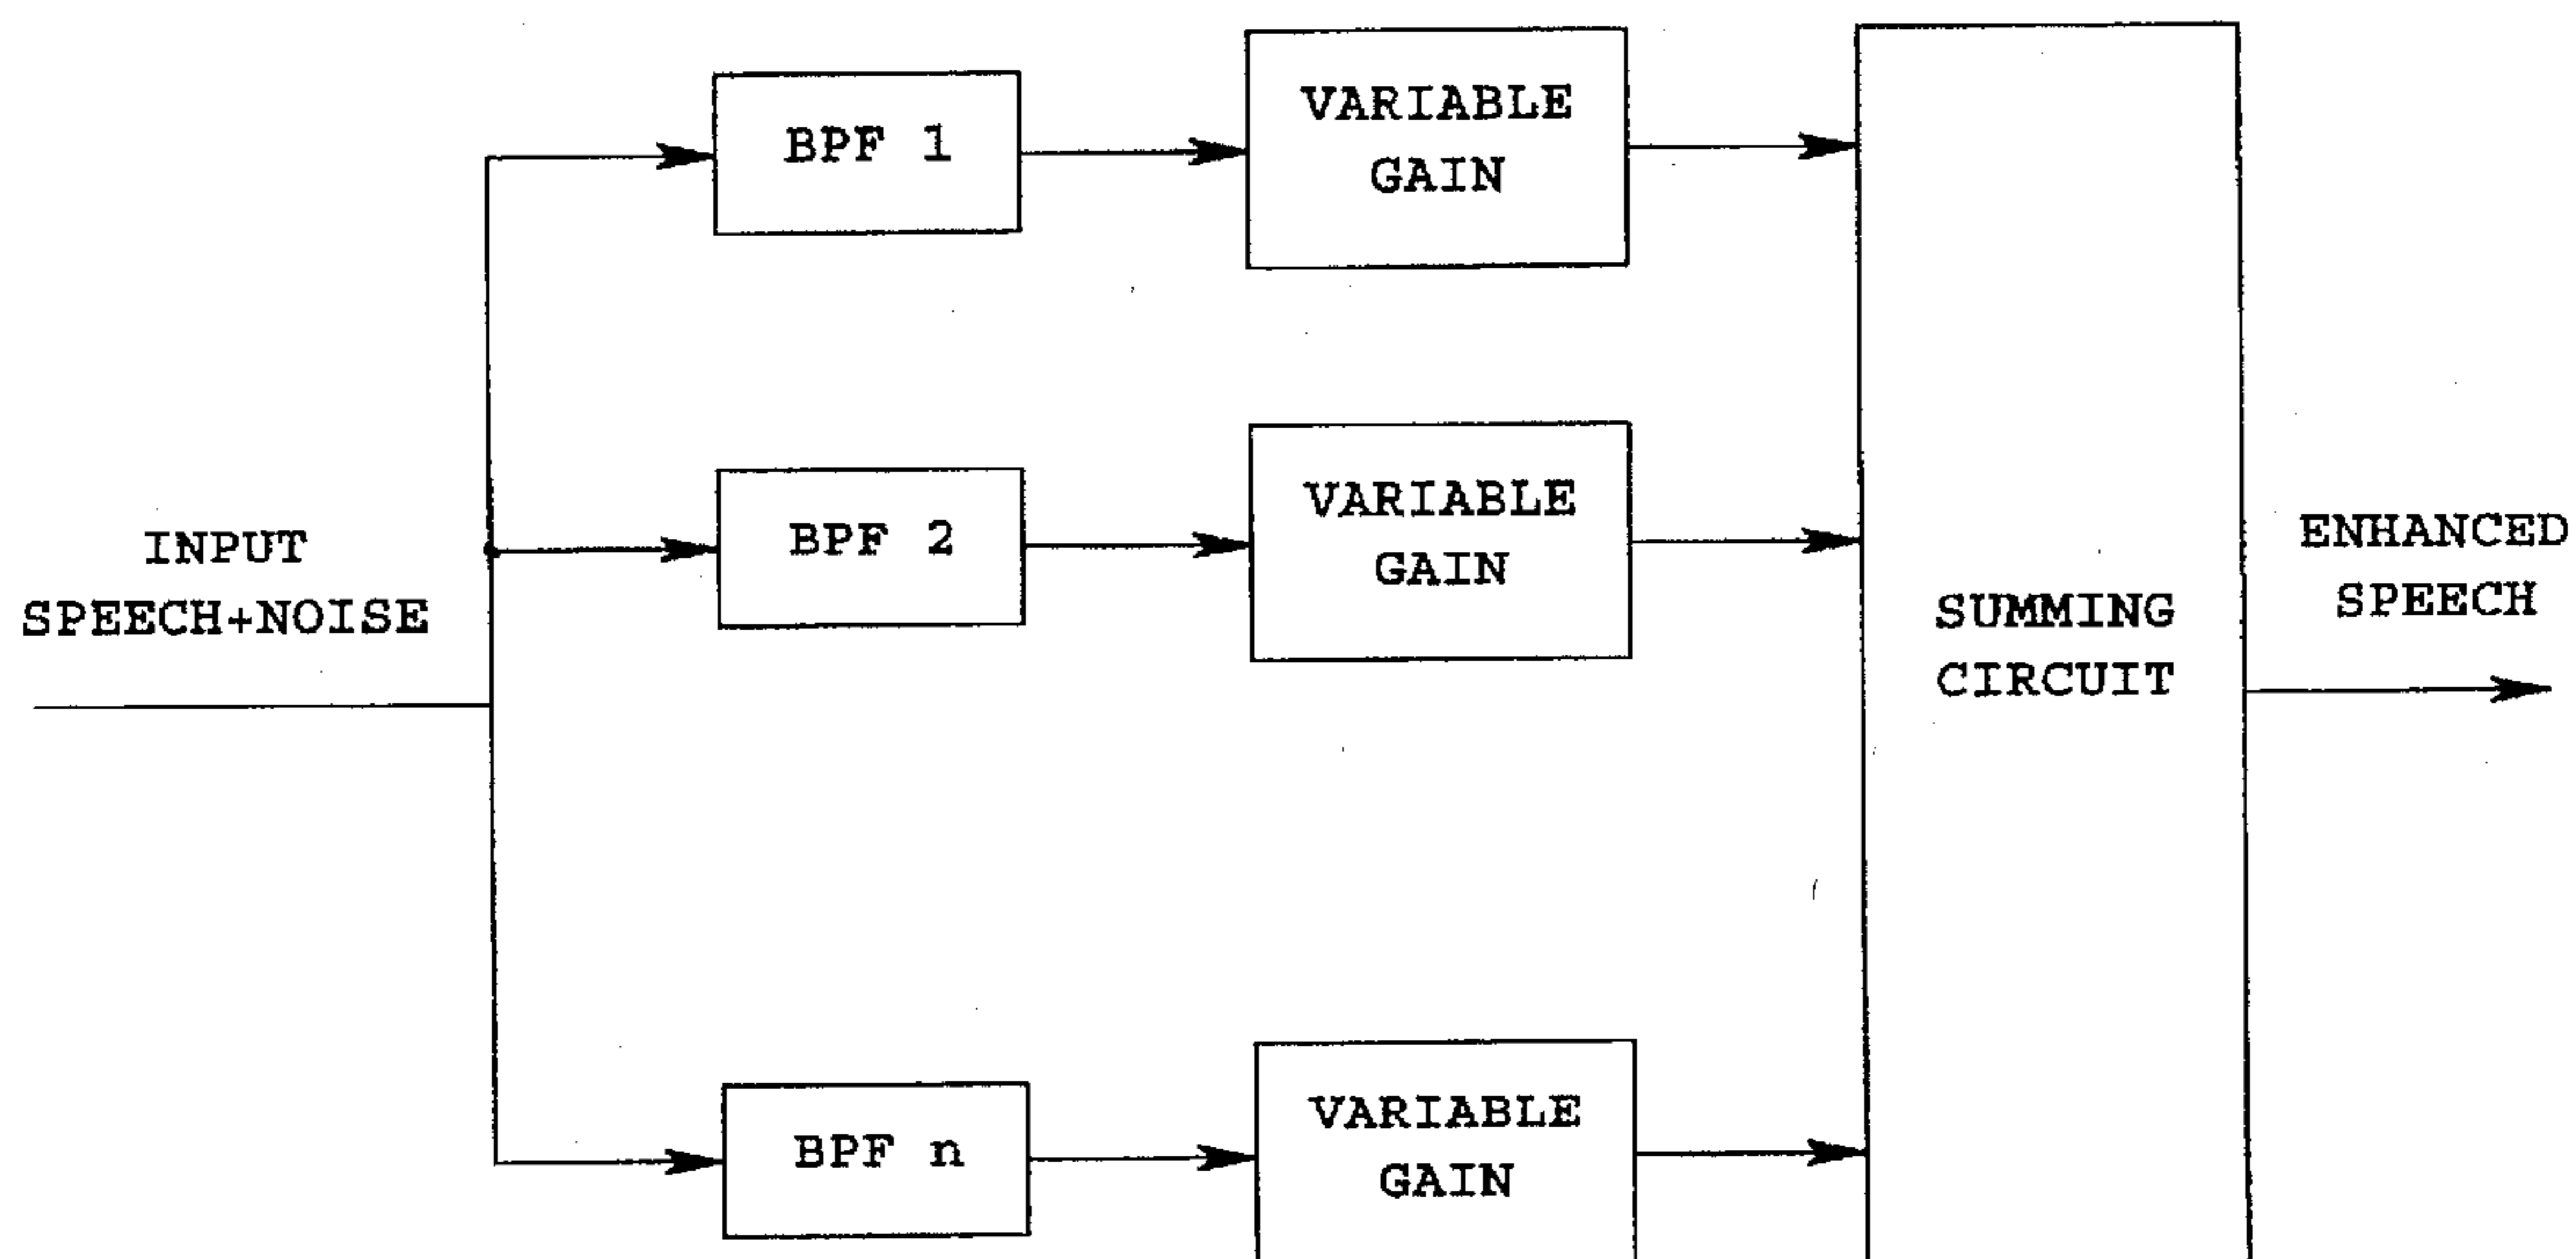 INPUT
SPEECH+NOISE
BPF 1
VARIABLE
GAIN
BPF 2
VARIABLE
GAIN
BPF n
VARIABLE
GAIN
SUMMING
CIRCUIT
ENHANCED
SPEECH